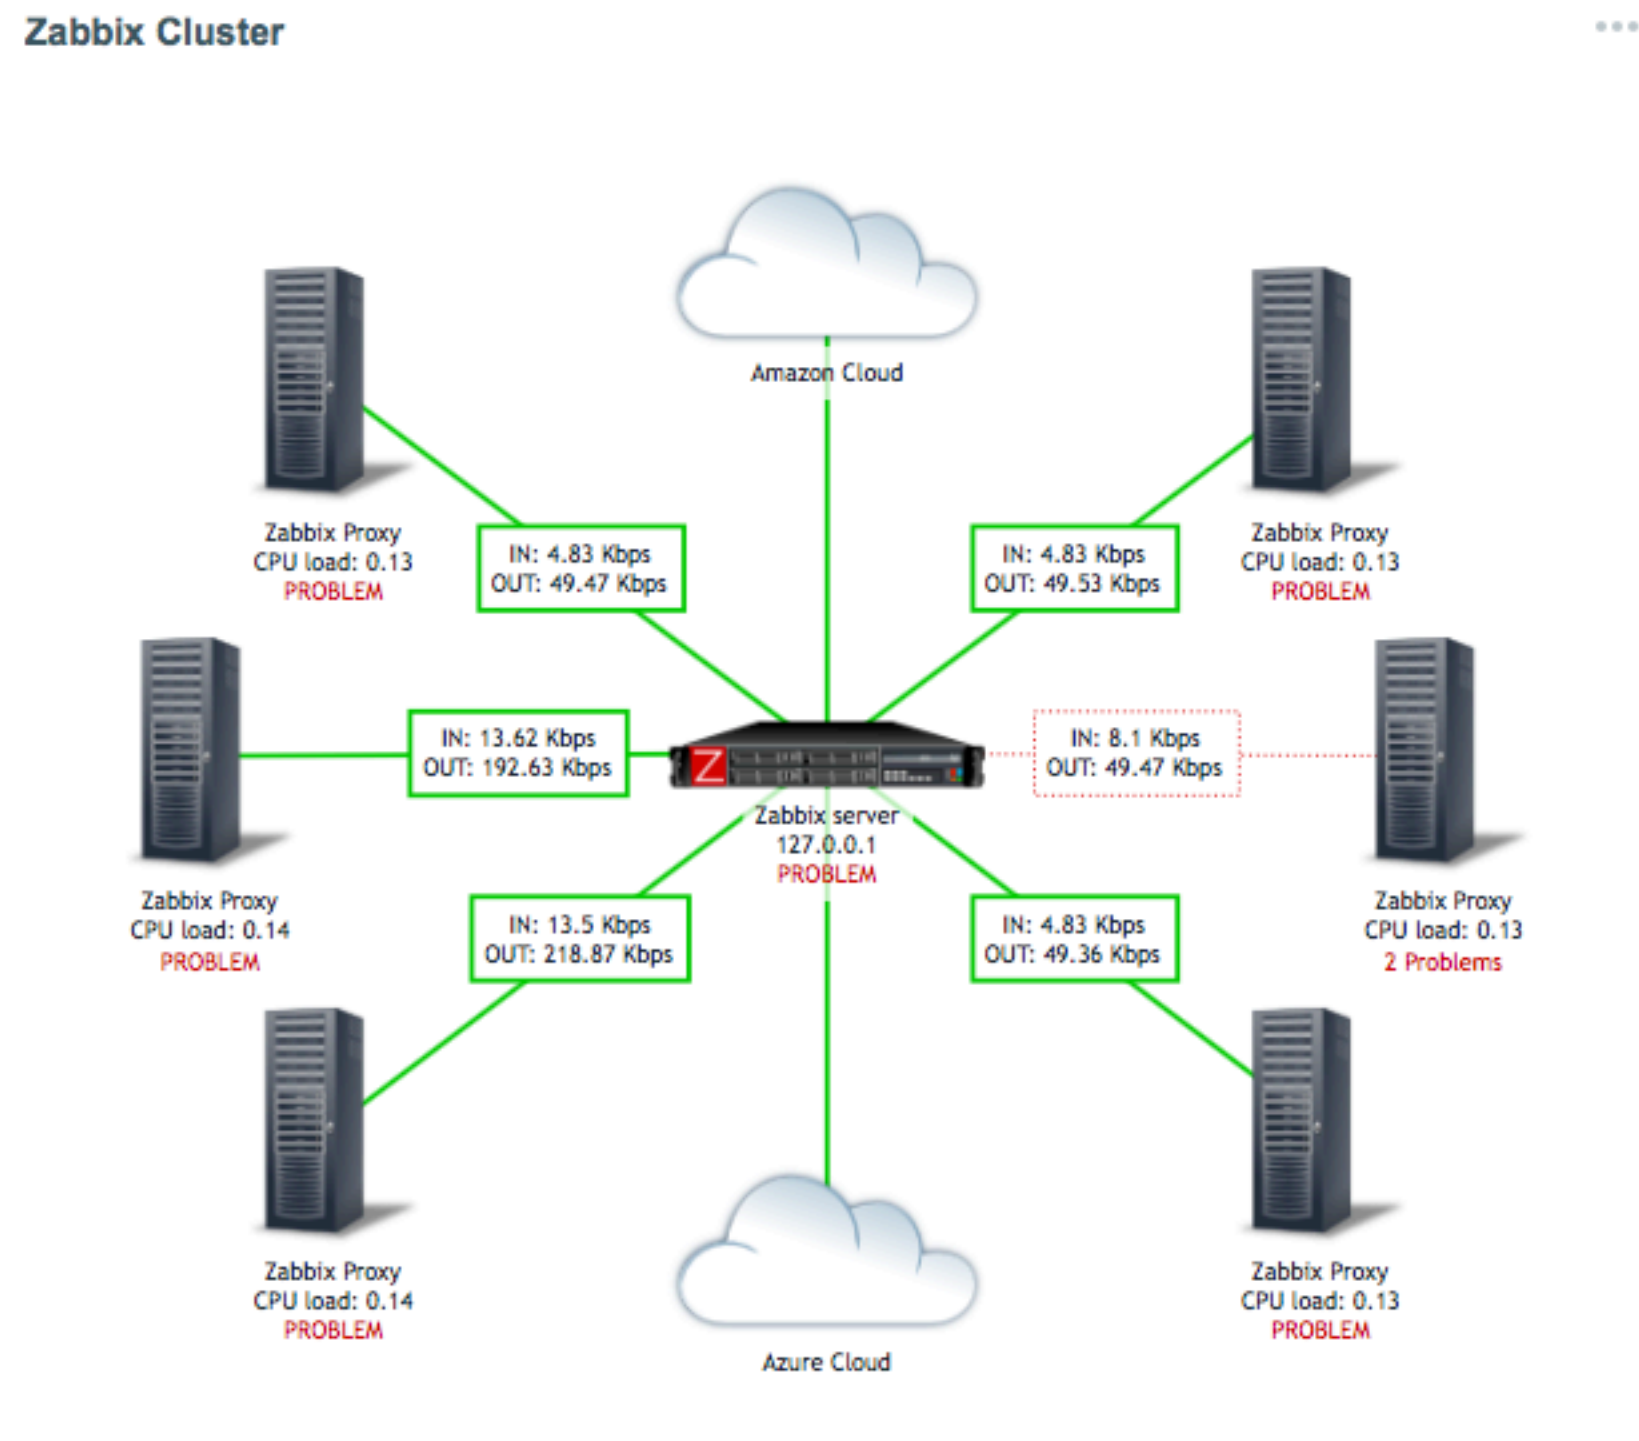 Zabbix Cluster
Amazon Cloud
Zabbix Proxy
CPU load: 0.13
PROBLEM
IN: 4.83 Kbps
OUT: 49.47 Kbps
IN: 4.83 Kbps
OUT: 49.53 Kbps
Zabbix Proxy
CPU load: 0.13
PROBLEM
Zabbix Proxy
CPU load: 0.14
PROBLEM
IN: 13.62 Kbps
OUT: 192.63 Kbps
Z
Zabbix server
127.0.0.1
PROBLEM
IN: 8.1 Kbps
OUT: 49.47 Kbps
Zabbix Proxy
CPU load: 0.13
2 Problems
IN: 13.5 Kbps
OUT: 218.87 Kbps
IN: 4.83 Kbps
OUT: 49.36 Kbps
Zabbix Proxy
CPU load: 0.14
PROBLEM
Azure Cloud
Zabbix Proxy
CPU load: 0.13
PROBLEM